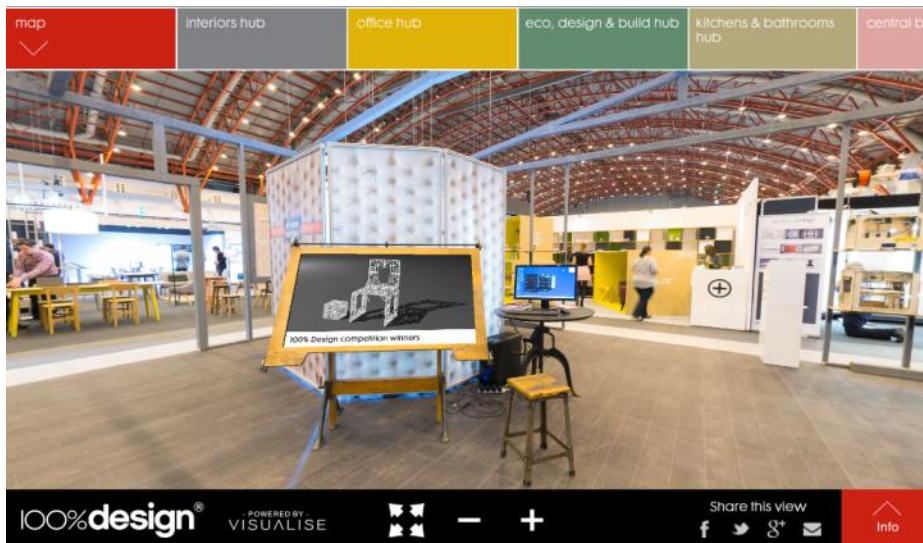 map
interiors hub
office hub
eco, design & build hub
kitchens & bathrooms
hub
central b
100% Design competition winners
100%design®
- POWERED BY -
VISUALISE
Share this view
f
g+
Info